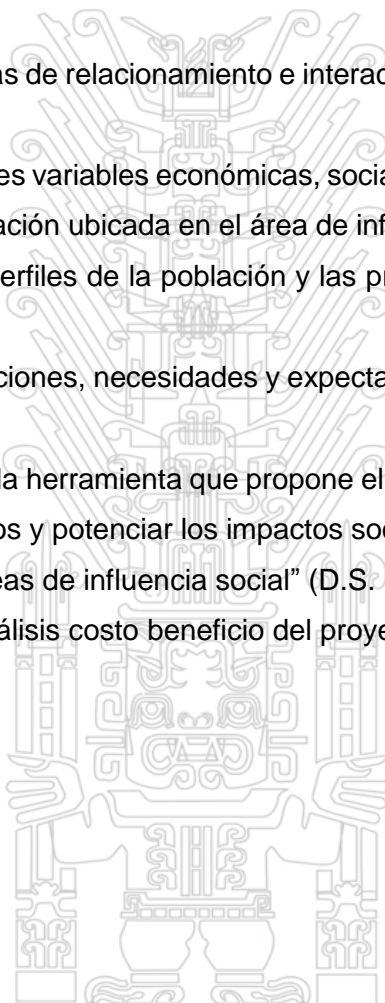 as de relacionamiento e interac
es variables económicas, socia
ación ubicada en el área de inf
erfiles de la población y las pr
ciones, necesidades y expecta
la herramienta que propone el
os y potenciar los impactos soc
eas de influencia social” (D.S.
álisis costo beneficio del proye